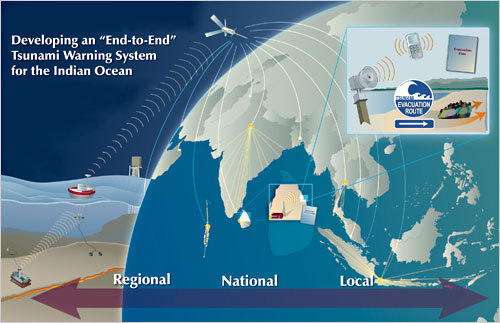 Developing an “End-to-End”
Tsunami Warning System
for the Indian Ocean
Evacuation
Plan
TSUNAMI
EVACUATION
ROUTE
Regional
National
Local